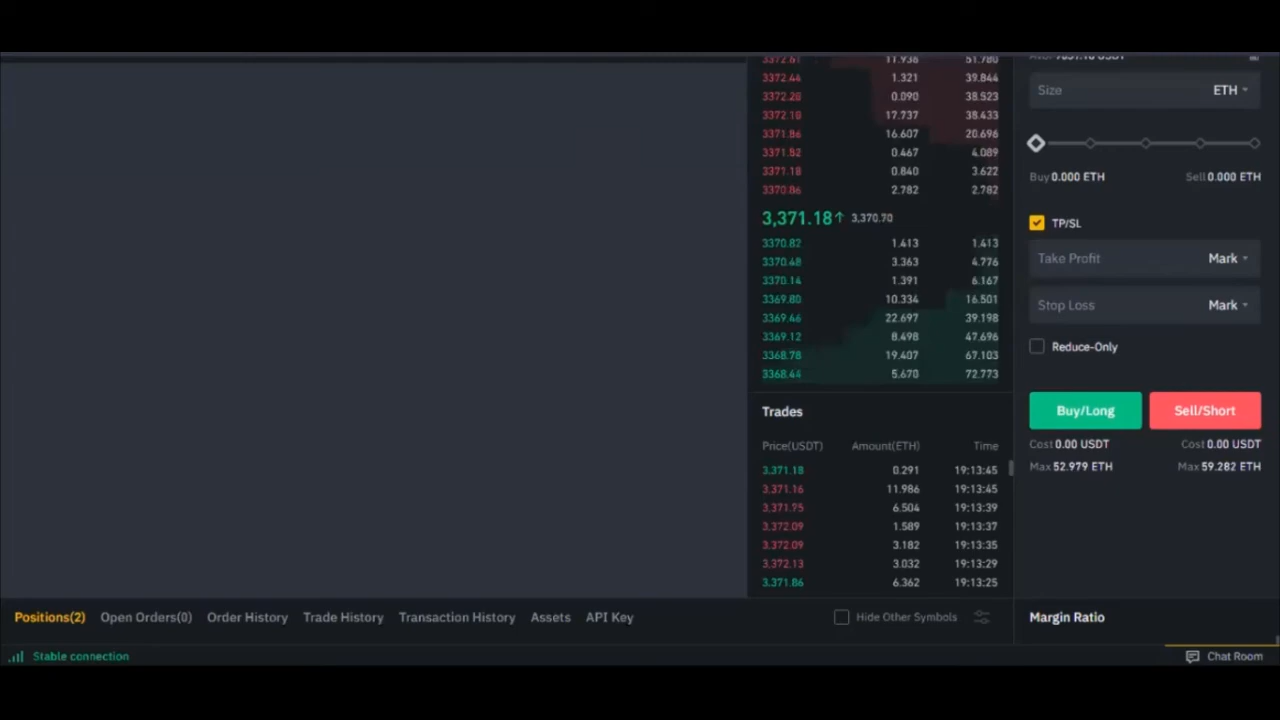 3372.61 11.936 51.780
3372.44 1.321 39.844
3372.28 0.090 38.523
3372.10 17.737 38.433
3371.86 16.607 20.696
3371.52 0.467 4.089
3371.18 0.840 3.622
3370.86 2.782 2.782
3,371.18↑ 3,370.70
3370.82 1.413 1.413
3370.48 3.363 4.776
3370.14 1.391 6.167
3369.80 10.334 16.501
3369.46 22.697 39.198
3369.12 8.498 47.696
3368.78 19.407 67.103
3368.44 5.670 72.773
Trades
Price(USDT) Amount(ETH) Time
3,371.18 0.291 19:13:45
3,371.16 11.986 19:13:45
3,371.95 6.504 19:13:39
3,372.09 1.589 19:13:37
3,372.09 3.182 19:13:35
3,372.13 3.032 19:13:29
3,371.86 6.362 19:13:25
Size ETH
Buy 0.000 ETH Sell 0.000 ETH
TP/SL
Take Profit Mark
Stop Loss Mark
Reduce-Only
Buy/Long Sell/Short
Cost 0.00 USDT Cost 0.00 USDT
Max 52.979 ETH Max 59.282 ETH
Positions(2) Open Orders(0) Order History Trade History Transaction History Assets API Key Hide Other Symbols
Margin Ratio
Stable connection
Chat Room